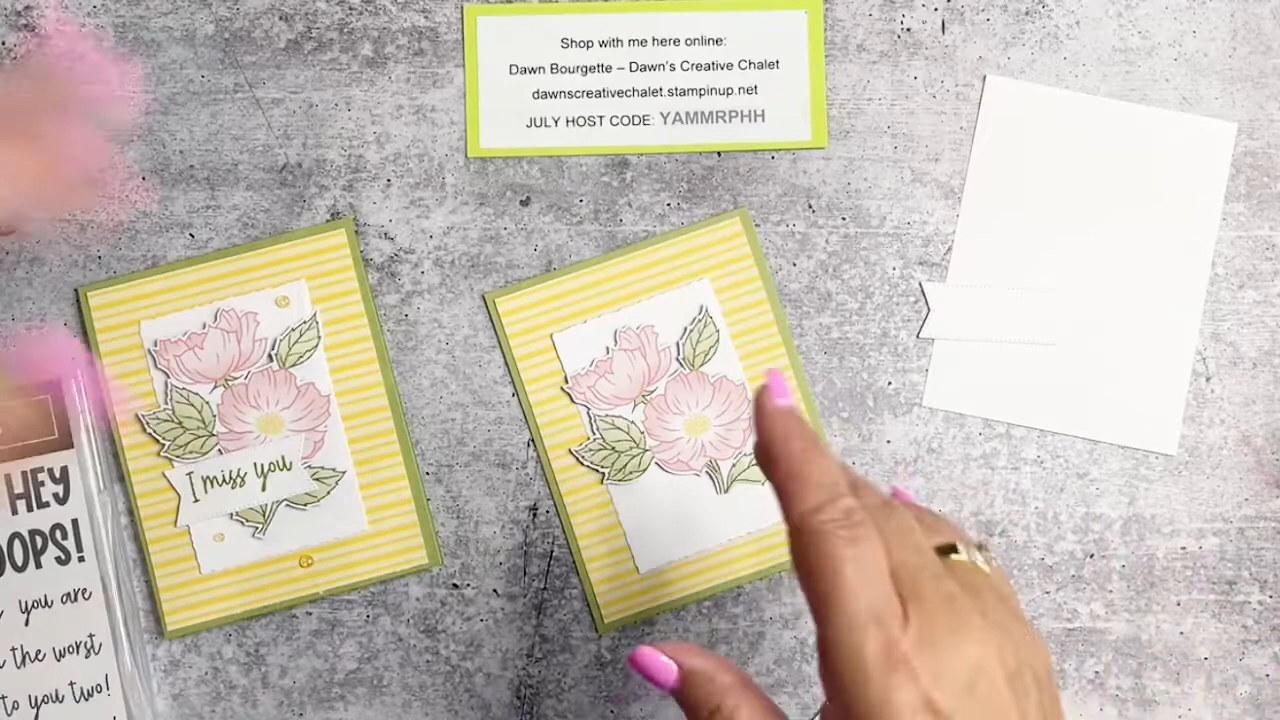 Shop with me here online:
Dawn Bourgette – Dawn's Creative Chalet
dawnscreativechalet.stampinup.net
JULY HOST CODE: YAMMRPHH
I miss you
HEY
OOPS!
you are
the worst
to you two!